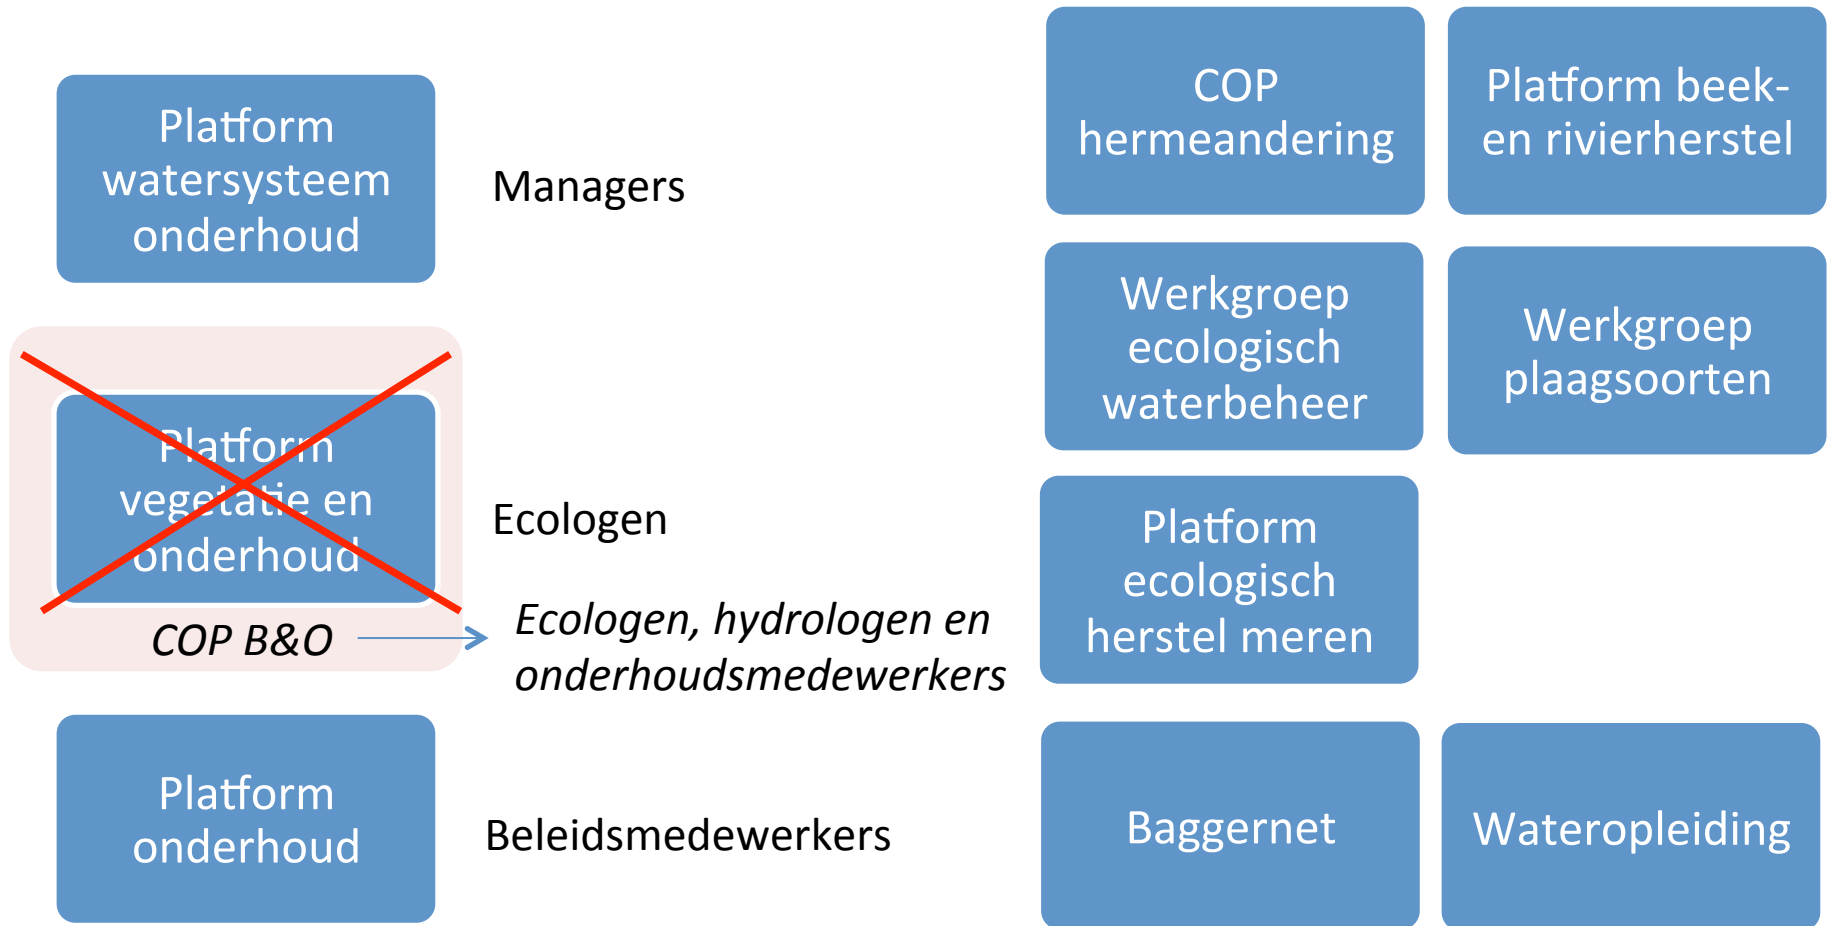 Platform
watersysteem
onderhoud
Managers
Platform
vegetatie en
onderhoud
Ecologen
COP B&O
Ecologen, hydrologen en
onderhoudsmedewerkers
Platform
onderhoud
Beleidsmedewerkers
COP
hermeandering
Platform beek-
en rivierherstel
Werkgroep
ecologisch
waterbeheer
Werkgroep
plaagsoorten
Platform
ecologisch
herstel meren
Baggernet
Wateropleiding